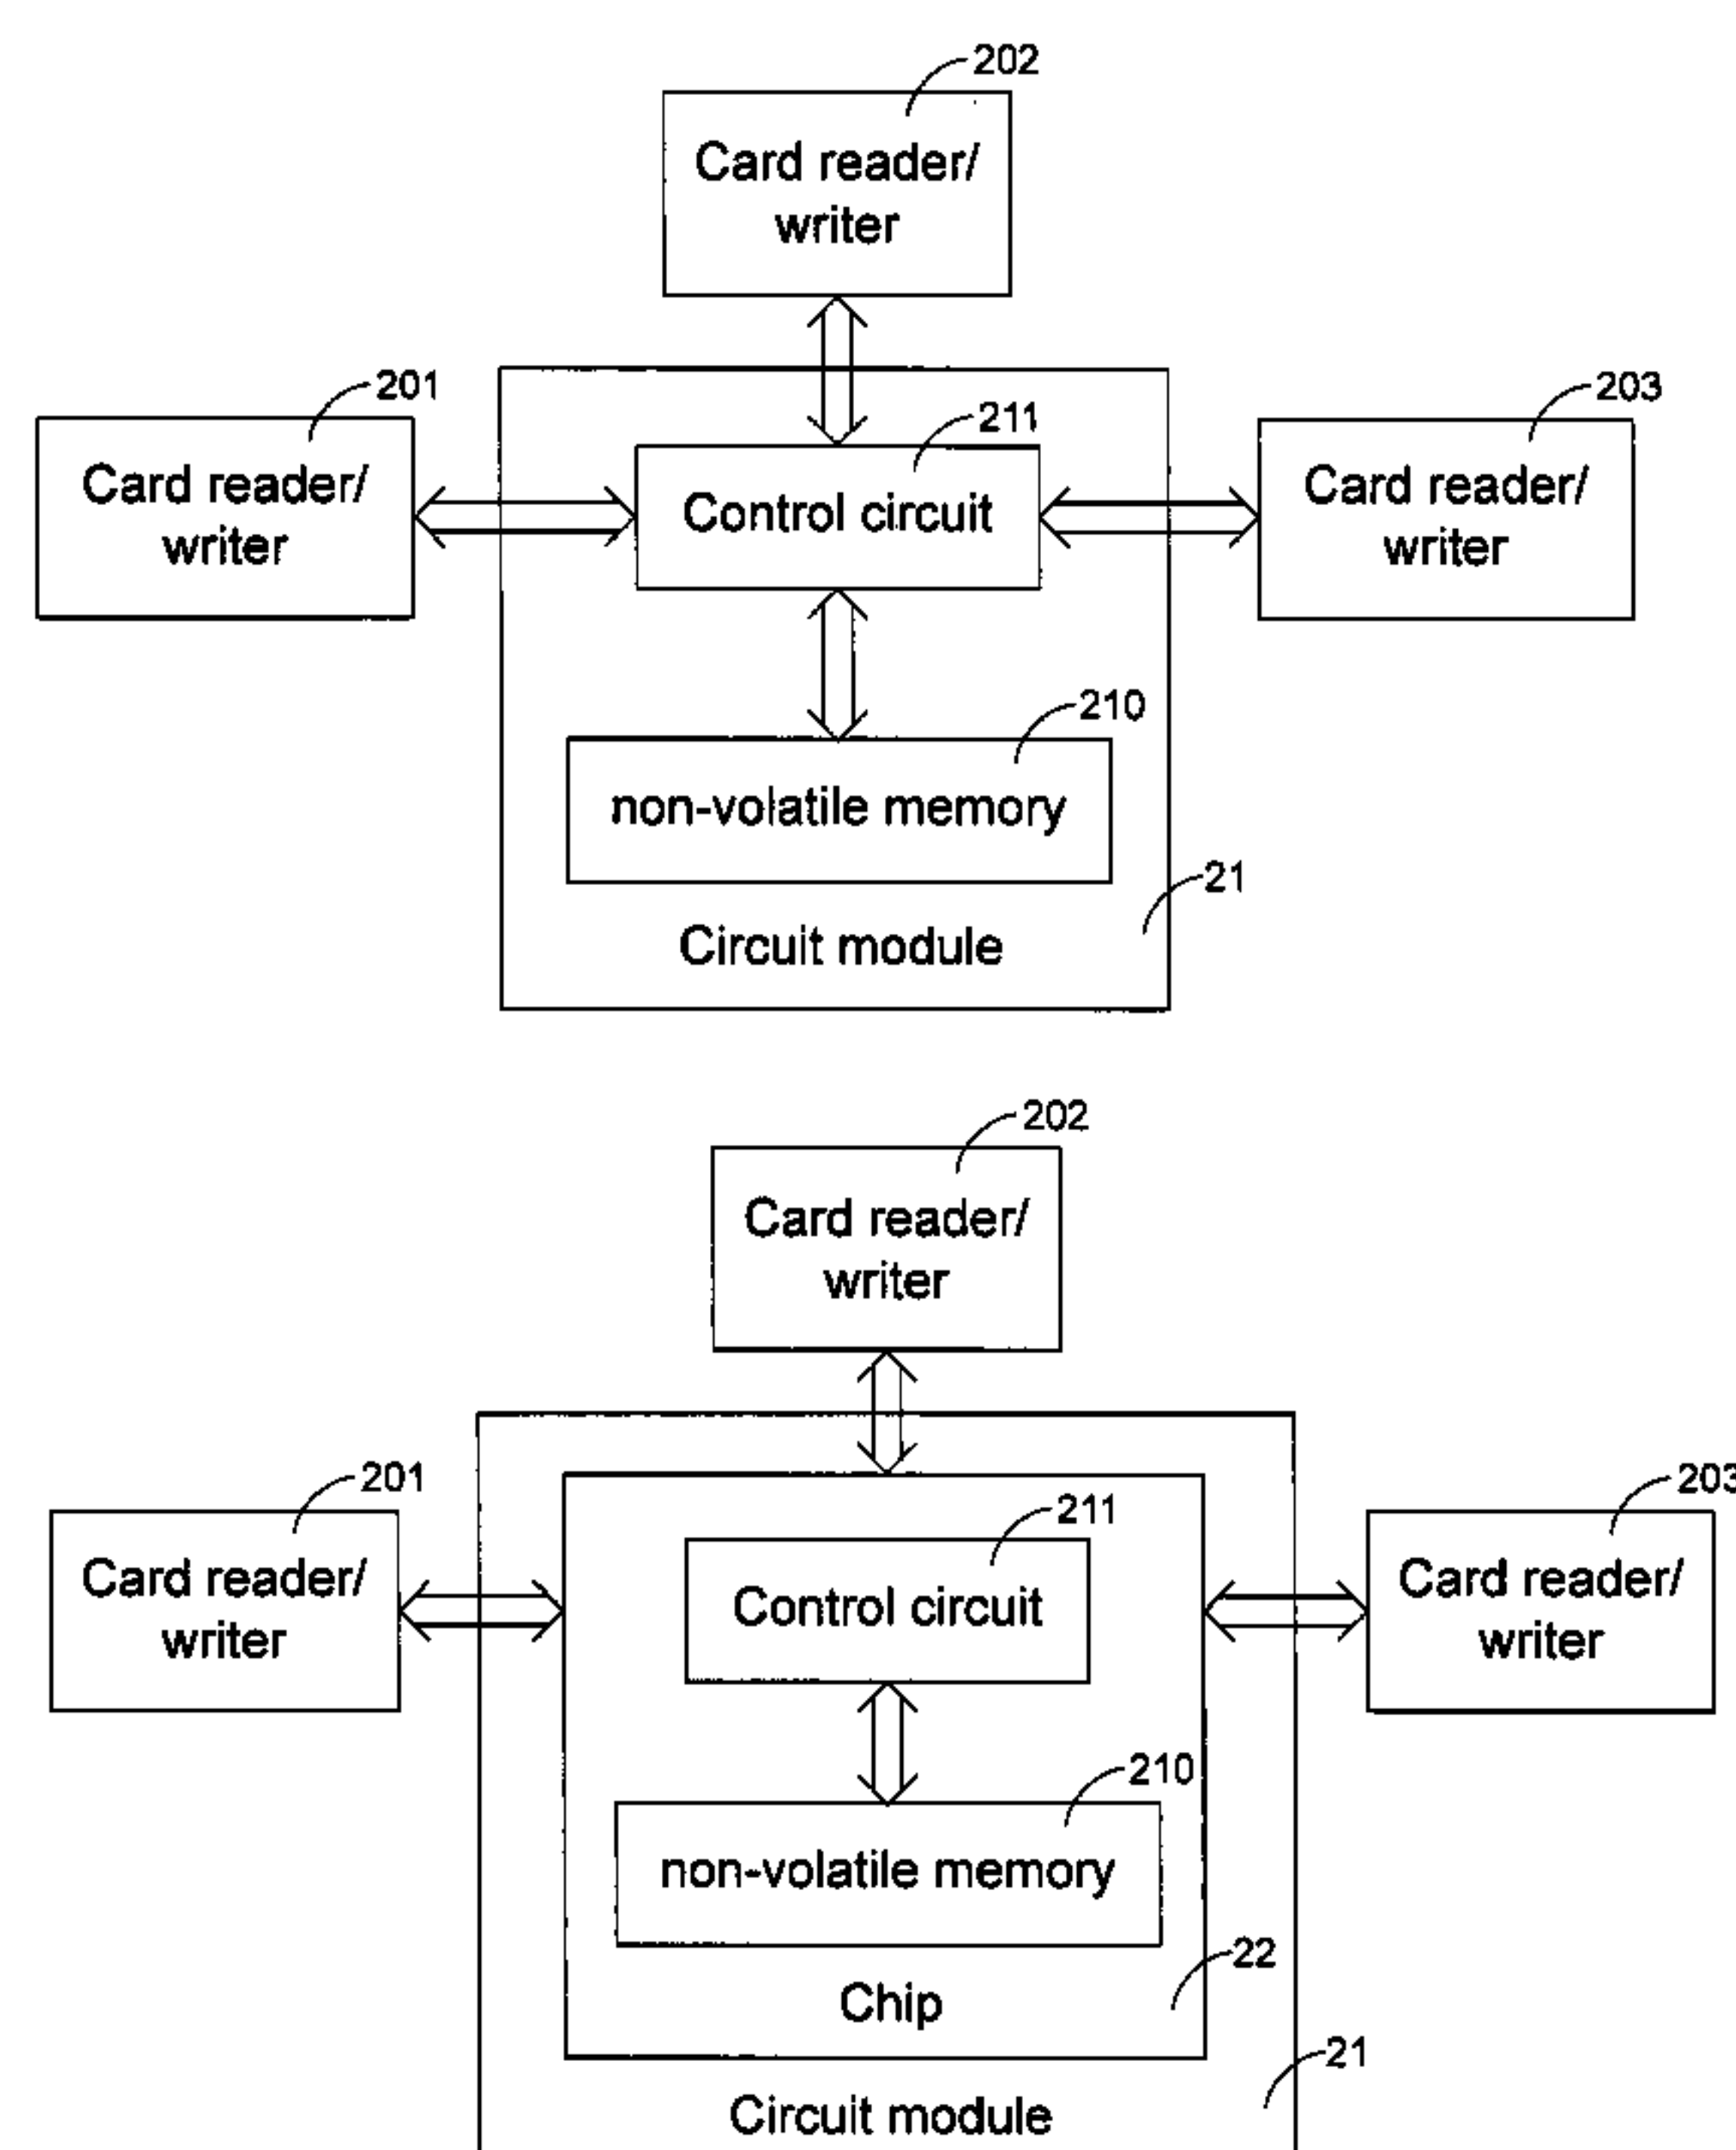 202
Card reader/
writer
201
Card reader/
writer
211
Control circuit
203
Card reader/
writer
210
non-volatile memory
21
Circuit module
202
Card reader/
writer
201
Card reader/
writer
211
Control circuit
203
Card reader/
writer
210
non-volatile memory
22
Chip
21
Circuit module